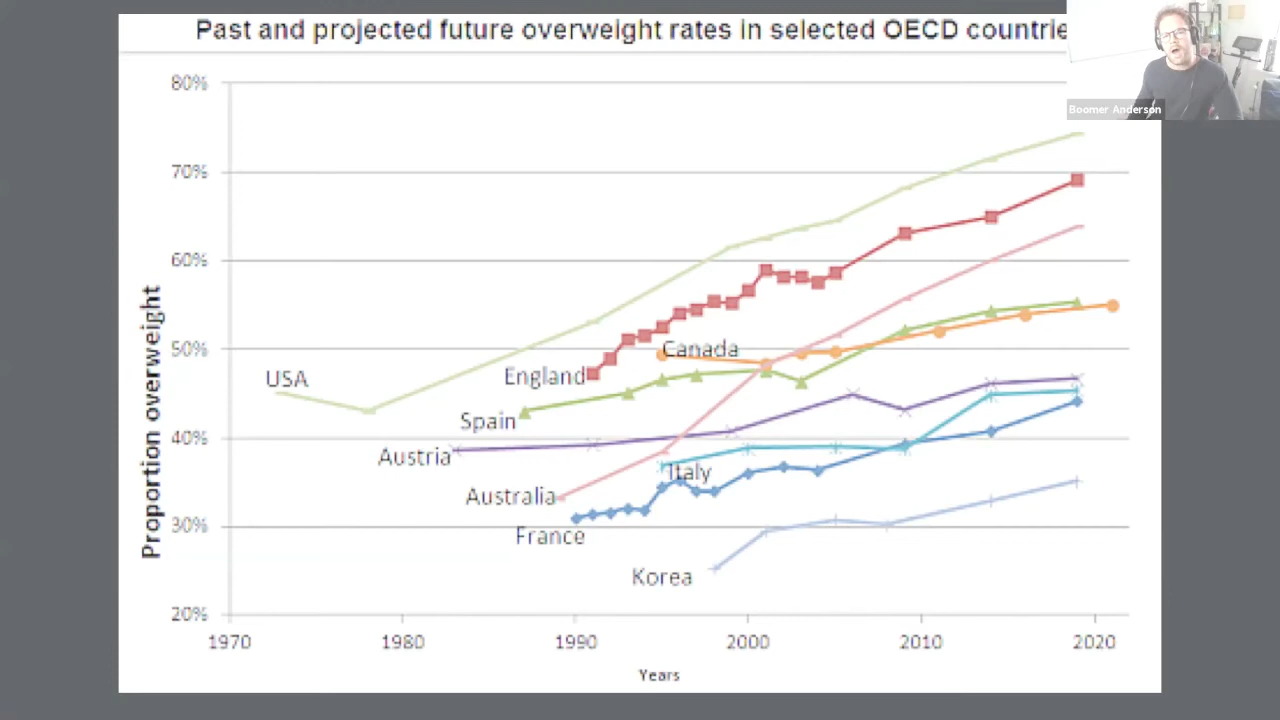 Past and projected future overweight rates in selected OECD countrie
Boomer Anderson
80%
70%
60%
50%
40%
30%
20%
Proportion overweight
USA
England
Canada
Spain
Austria
Italy
Australia
France
Korea
1970 1980 1990 2000 2010 2020
Years